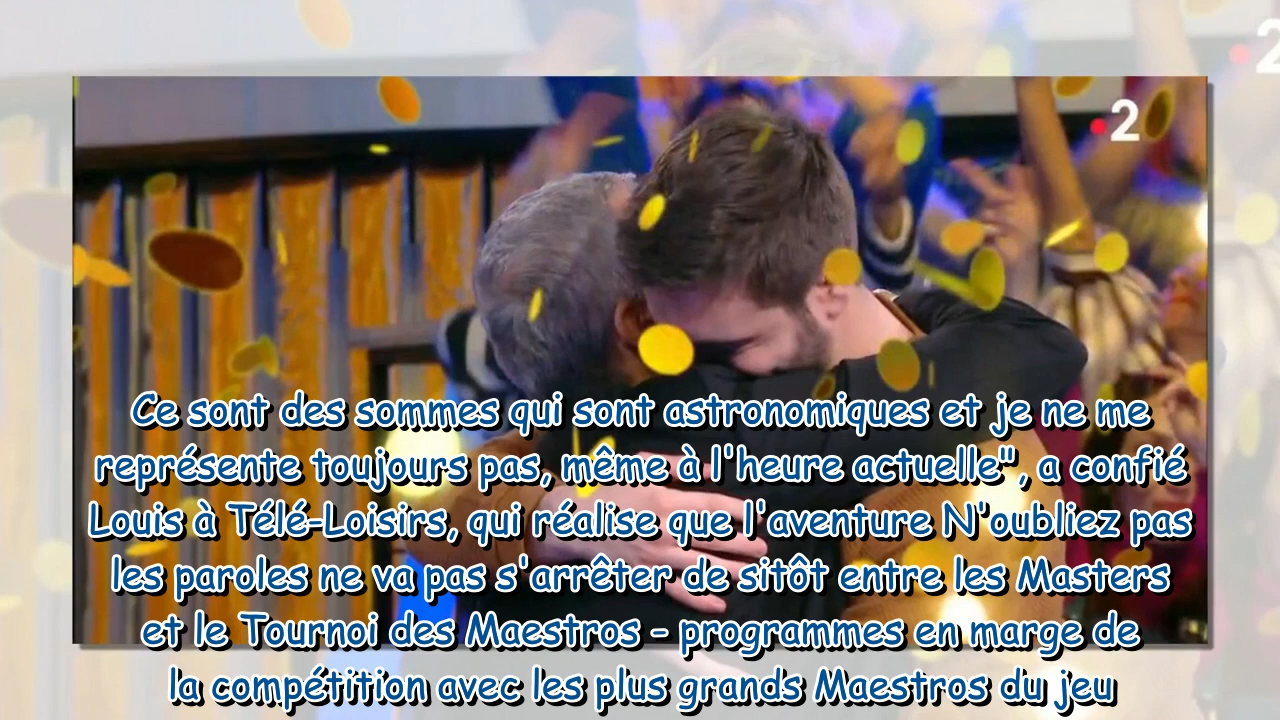 2
2
Ce sont des sommes qui sont astronomiques et je ne me
représente toujours pas, même à l'heure actuelle", a confié
Louis à Télé-Loisirs, qui réalise que l'aventure N'oubliez pas
les paroles ne va pas s'arrêter de sitôt entre les Masters
et le Tournoi des Maestros - programmes en marge de
la compétition avec les plus grands Maestros du jeu